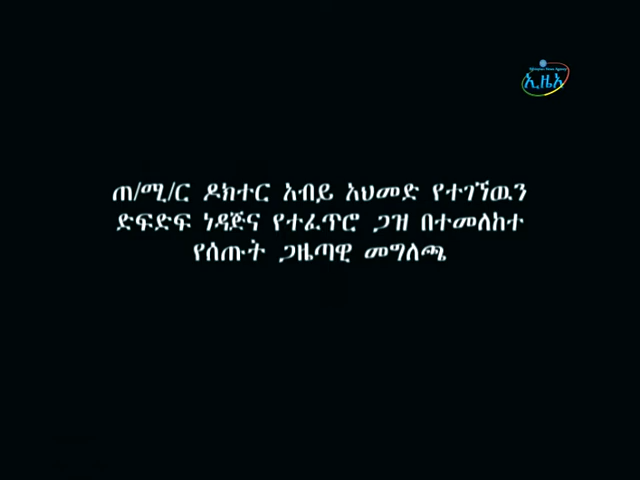 ኢዜአ
ጠ/ሚ/ር ዶክተር አብይ አህመድ የተገኘዉን
ድፍድፍ ነዳጅና የተፈጥሮ ጋዝ በተመለከተ
የሰጡት ጋዜጣዊ መግለጫ